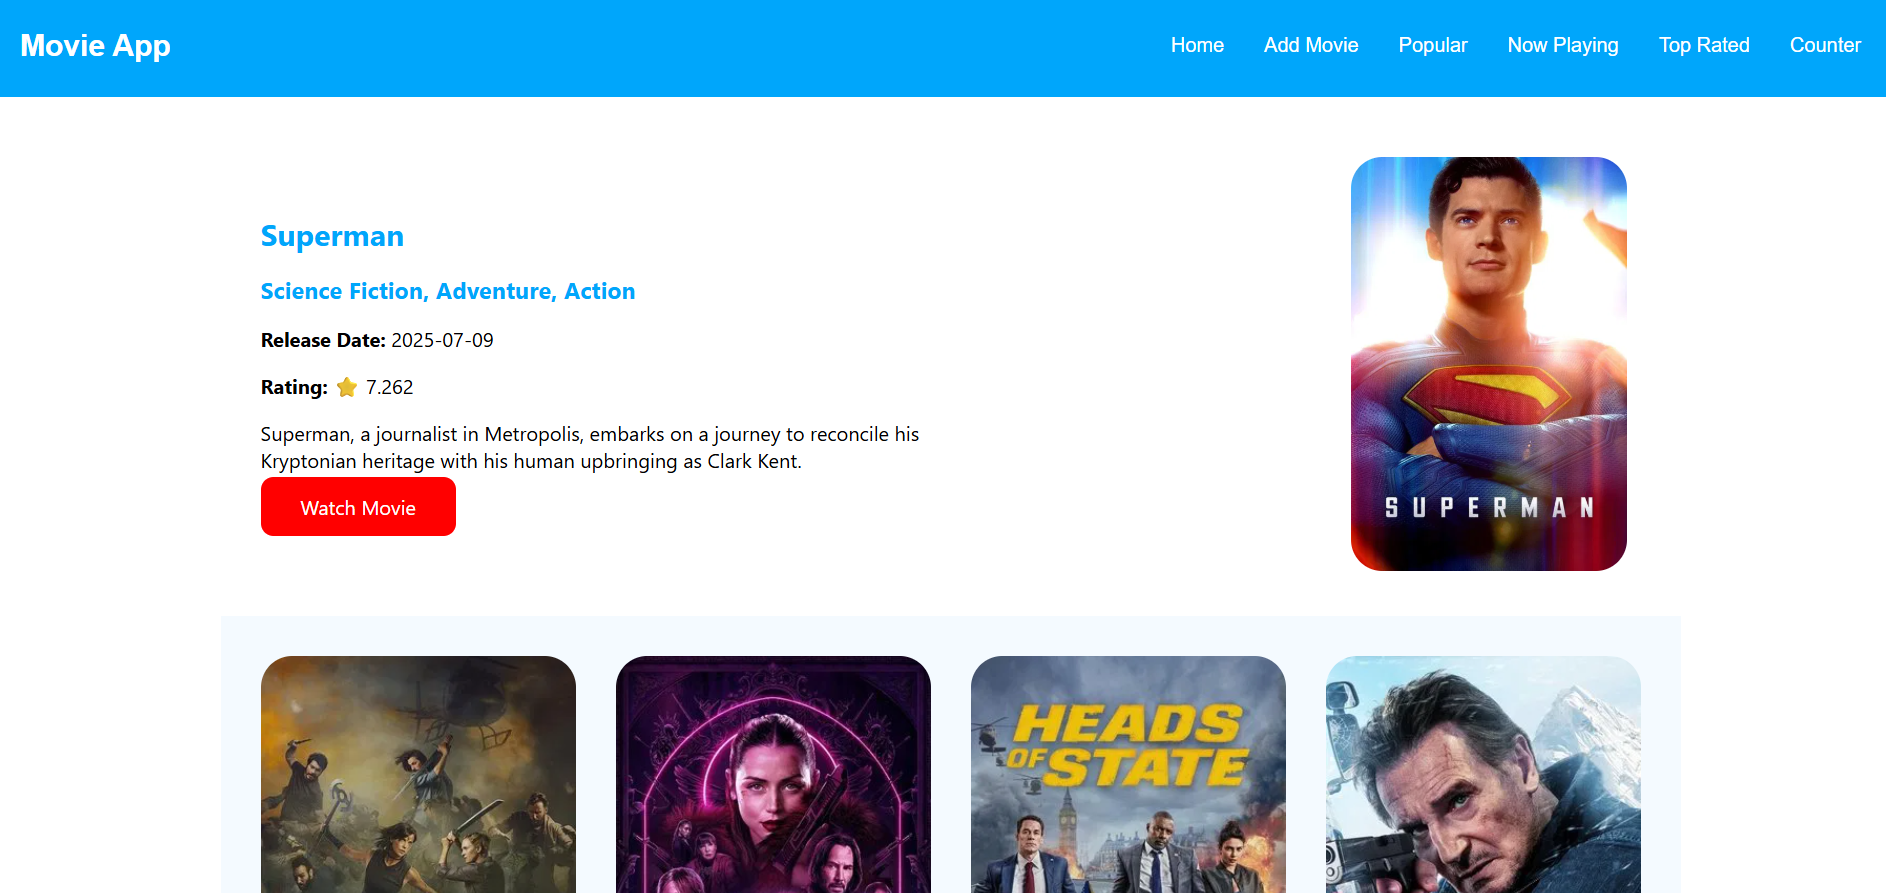 Movie App
Home
Add Movie
Popular
Now Playing
Top Rated
Counter
Superman
Science Fiction, Adventure, Action
Release Date: 2025-07-09
Rating: ⭐ 7.262
Superman, a journalist in Metropolis, embarks on a journey to reconcile his
Kryptonian heritage with his human upbringing as Clark Kent.
Watch Movie
SUPERMAN
HEADS
OF STATE